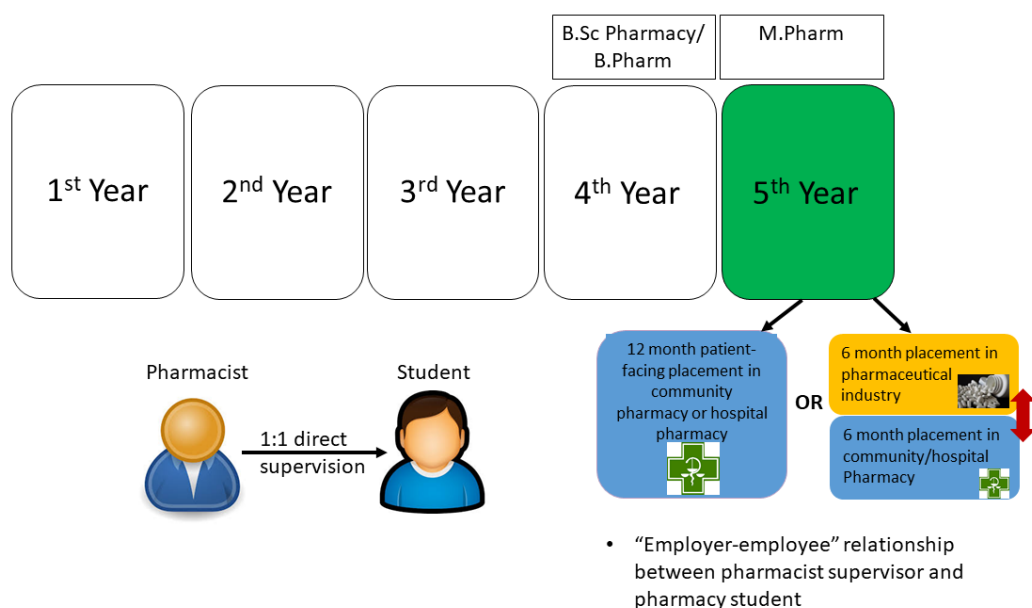 B.Sc Pharmacy/
B.Pharm
M.Pharm
1st Year
2nd Year
3rd Year
4th Year
5th Year
Pharmacist
Student
1:1 direct
supervision
12 month patient-
facing placement in
community
pharmacy or hospital
pharmacy
OR
6 month placement in
pharmaceutical
industry
6 month placement in
community/hospital
Pharmacy
• “Employer-employee” relationship
between pharmacist supervisor and
pharmacy student